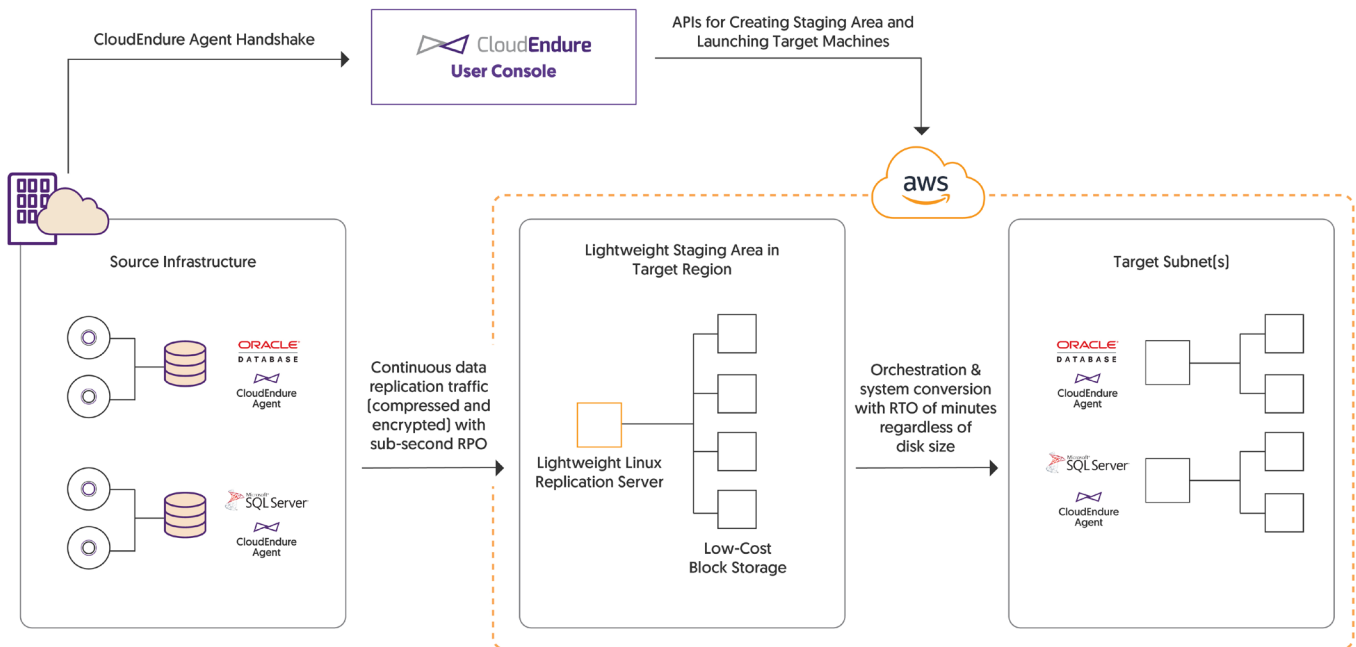 CloudEndure Agent Handshake
CloudEndure
User Console
APIs for Creating Staging Area and
Launching Target Machines
aws
Source Infrastructure
ORACLE
DATABASE
CloudEndure
Agent
Microsoft
SQL Server
CloudEndure
Agent
Continuous data
replication traffic
(compressed and
encrypted) with
sub-second RPO
Lightweight Staging Area in
Target Region
Lightweight Linux
Replication Server
Low-Cost
Block Storage
Orchestration &
system conversion
with RTO of minutes
regardless of
disk size
Target Subnet(s)
ORACLE
DATABASE
CloudEndure
Agent
Microsoft
SQL Server
CloudEndure
Agent